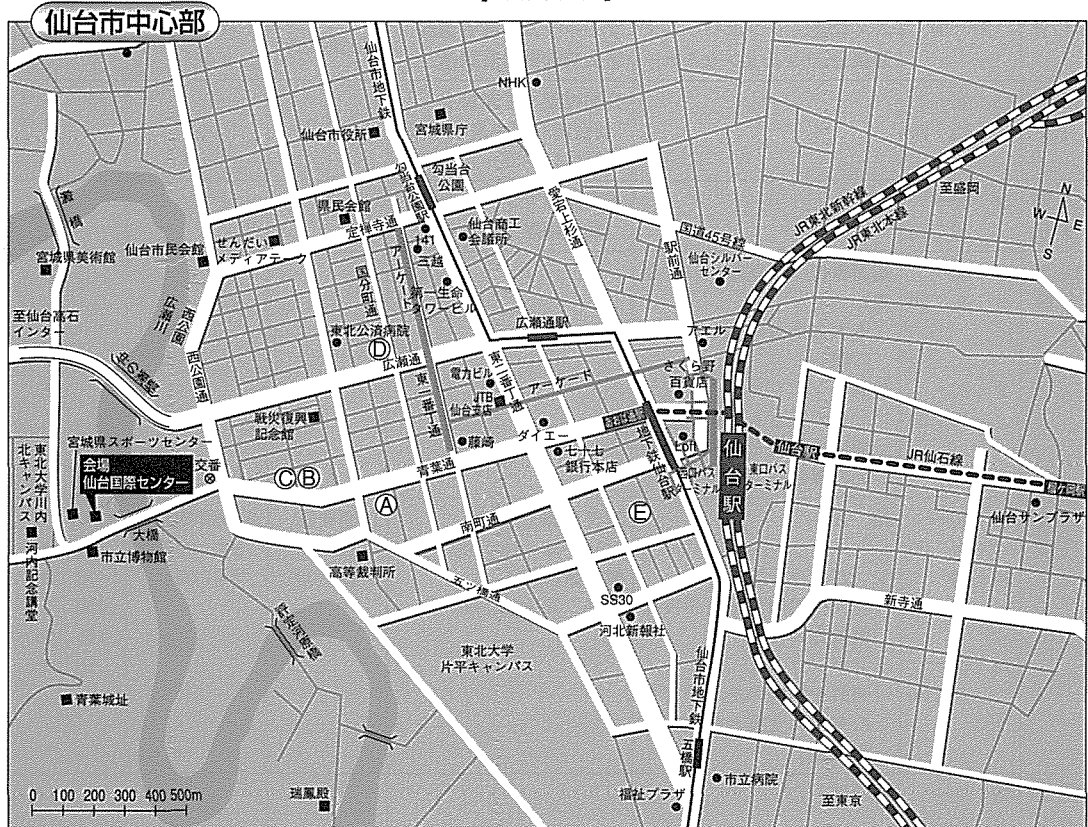 仙台市中心部
仙台市地下鉄
NHK
仙台市役所
宮城県庁
勾当台公園
勾当台公園駅
愛宕上杉通
県民会館
定禅寺通
141
三越
仙台商工会議所
国道45号線
駅前通
仙台シルバーセンター
JR東北新幹線
JR東北本線
至盛岡
N
W
E
S
澱橋
宮城県美術館
仙台市民会館
せんだいメディアテーク
国分町通
アーケード
第一生命タワービル
広瀬通駅
アエル
至仙台高石インター
広瀬川
西公園
西公園通
東北公済病院
D
広瀬通
東一番丁通
東二番丁通
電力ビル
JTB仙台支店
アーケード
さくら野百貨店
戦災復興記念館
藤崎
ダイエー
七十七銀行本店
青葉通
地下鉄仙台駅
Loft
西口バスターミナル
仙台駅
東口バスターミナル
仙台駅
JR仙石線
仙台サンプラザ
宮城県スポーツセンター
会場
仙台国際センター
交番
東北大学川内北キャンパス
大橋
市立博物館
河内記念講堂
C
B
A
E
南町通
高等裁判所
五ツ橋通
SS30
河北新報社
新寺通
東北大学
片平キャンパス
仙台市地下鉄
五橋駅
市立病院
福祉プラザ
至東京
青葉城址
瑞鳳殿
0 100 200 300 400 500m